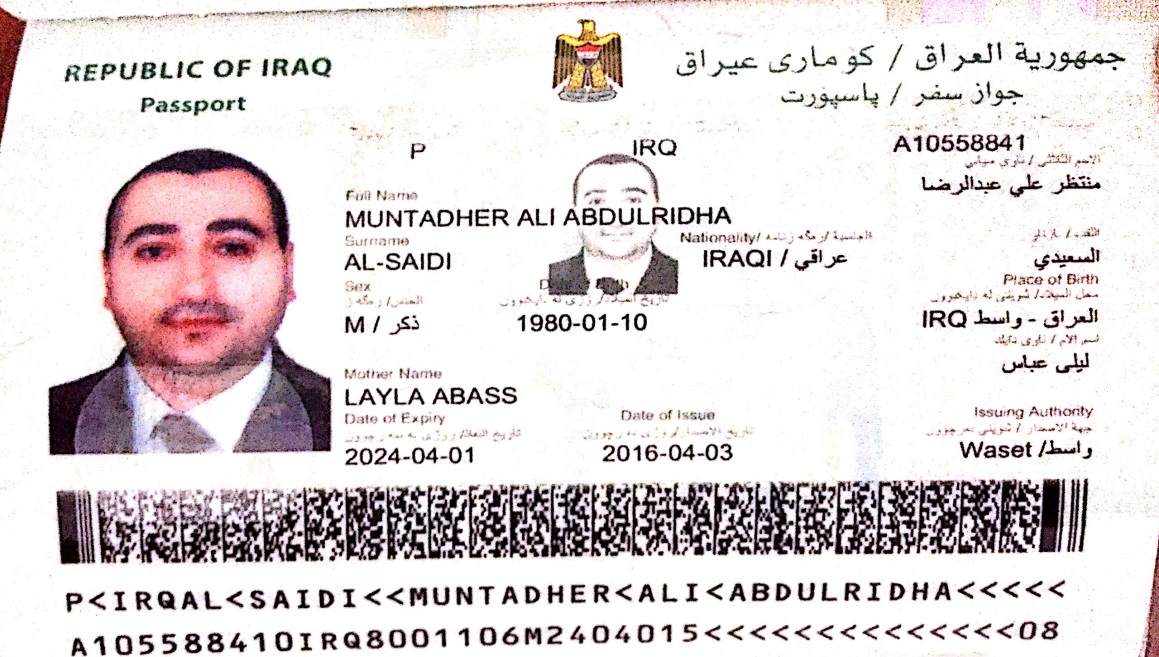 REPUBLIC OF IRAQ
Passport
جمهورية العراق / كوماری عیراق
جواز سفر / پاسپورت
P IRQ A10558841
Full Name
منتظر علي عبدالرضا
MUNTADHER ALI ABDULRIDHA
Surname Nationality/
AL-SAIDI IRAQI / عراقي السعيدي
Sex Place of Birth
M / ذكر 1980-01-10 العراق - واسط IRQ
Mother Name
LAYLA ABASS ليلى عباس
Date of Expiry Date of Issue Issuing Authority
2024-04-01 2016-04-03 Waset /واسط
P<IRQAL<SAIDI<<MUNTADHER<ALI<ABDULRIDHA<<<<<
A105588410IRQ8001106M2404015<<<<<<<<<<<<<<08